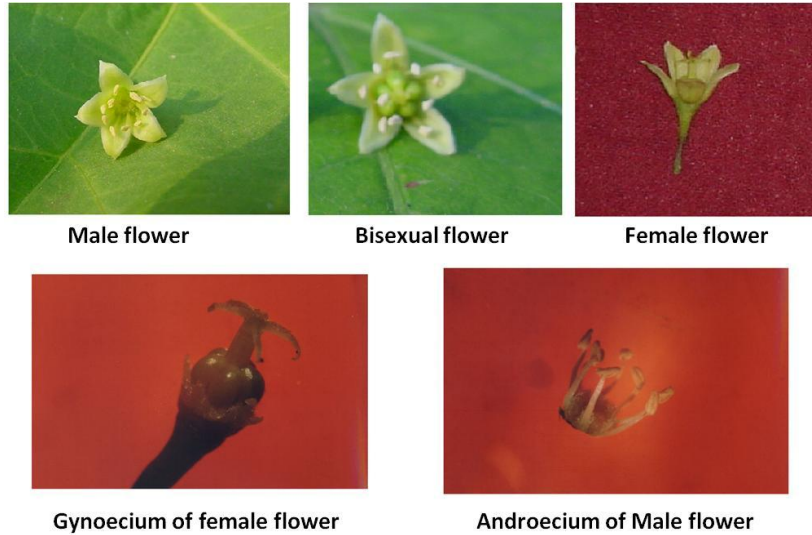 Male flower
Bisexual flower
Female flower
Gynoecium of female flower
Androecium of Male flower